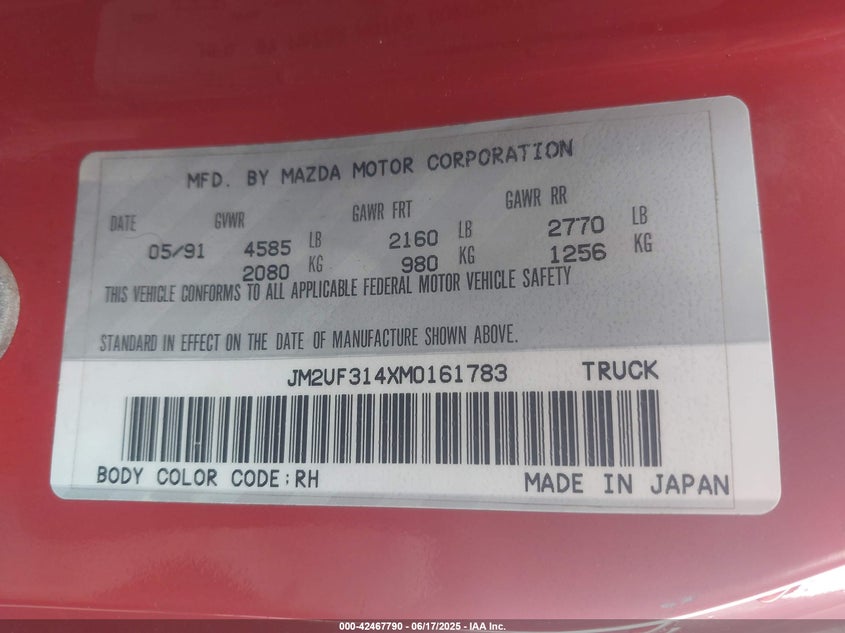 MFD. BY MAZDA MOTOR CORPORATION
DATE GVWR GAWR FRT GAWR RR
05/91 4585 LB 2160 LB 2770 LB
2080 KG 980 KG 1256 KG
THIS VEHICLE CONFORMS TO ALL APPLICABLE FEDERAL MOTOR VEHICLE SAFETY
STANDARD IN EFFECT ON THE DATE OF MANUFACTURE SHOWN ABOVE.
JM2UF314XM0161783 TRUCK
BODY COLOR CODE:RH MADE IN JAPAN
000-42467790 - 06/17/2025 - IAA Inc.